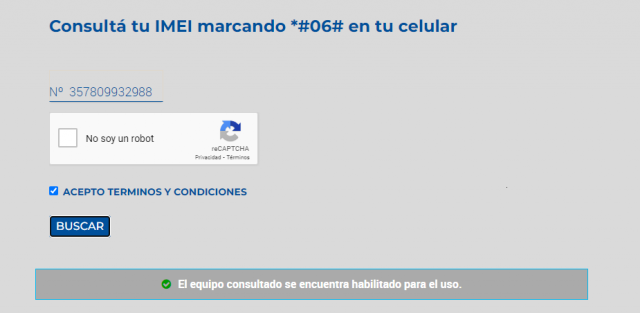 Consultá tu IMEI marcando *#06# en tu celular
Nº 357809932988
No soy un robot
reCAPTCHA
Privacidad - Términos
ACEPTO TERMINOS Y CONDICIONES
BUSCAR
El equipo consultado se encuentra habilitado para el uso.